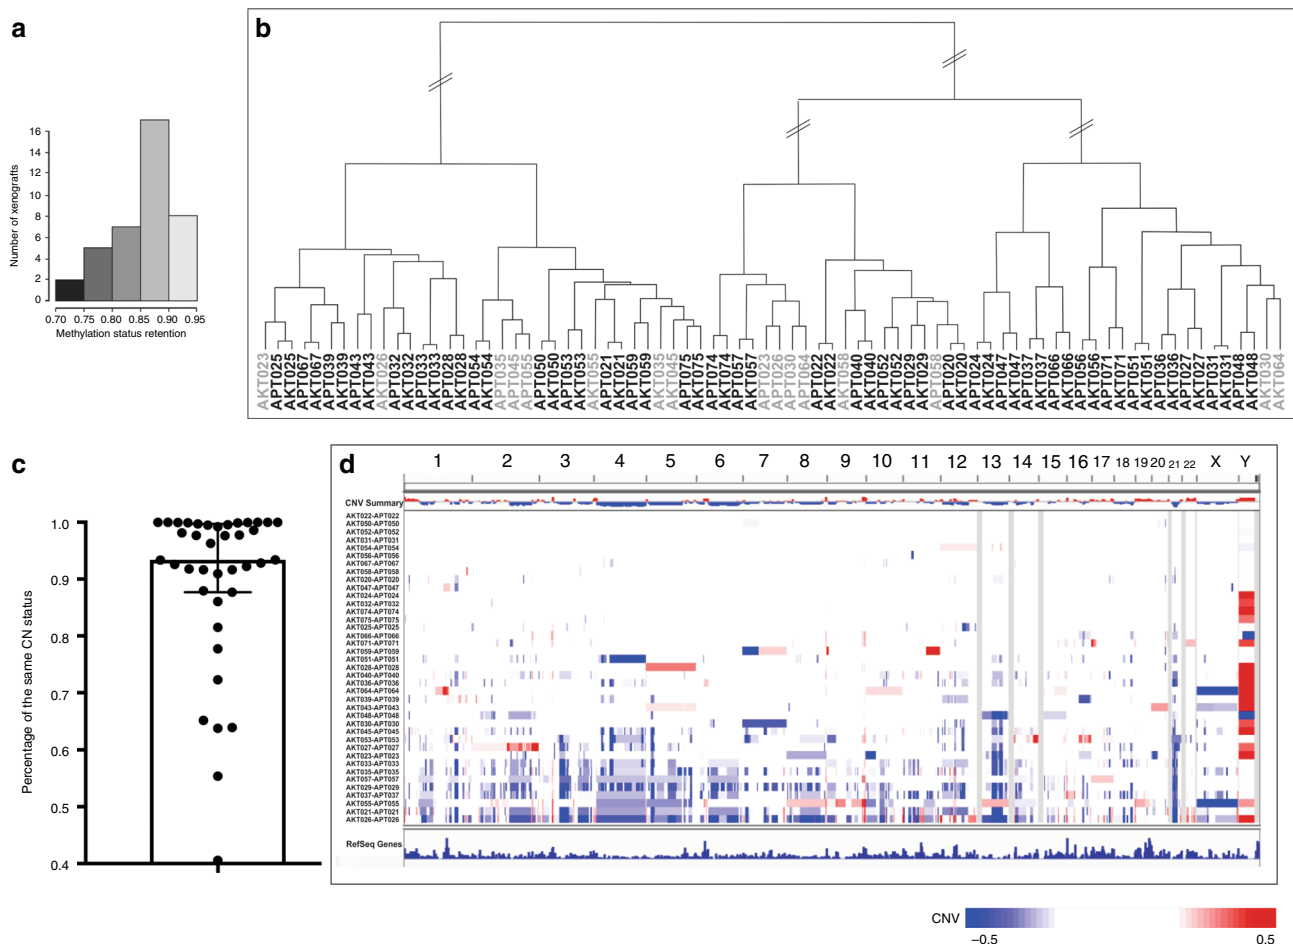 a
Number of xenografts
16
14
12
10
8
6
4
2
0
0.70 0.75 0.80 0.85 0.90 0.95
Methylation status retention
b
AKT023 APT025 AKT025 APT067 AKT067 APT039 AKT039 APT043 AKT043 AKT026 APT032 AKT032 APT033 AKT033 APT028 AKT028 APT054 AKT054 APT035 APT045 APT055 APT050 AKT050 APT053 AKT053 AKT055 APT021 AKT021 APT059 AKT059 AKT035 AKT045 APT075 AKT075 APT074 AKT074 APT057 AKT057 APT023 APT026 APT030 APT064 APT022 AKT022 AKT058 APT040 AKT040 APT052 AKT052 APT029 AKT029 APT058 APT020 AKT020 APT024 AKT024 APT047 AKT047 APT037 AKT037 APT066 AKT066 APT056 AKT056 APT071 AKT071 APT051 AKT051 APT036 AKT036 APT027 AKT027 APT031 AKT031 APT048 AKT048 AKT030 AKT064
c
Percentage of the same CN status
1.0
0.9
0.8
0.7
0.6
0.5
0.4
d
1 2 3 4 5 6 7 8 9 10 11 12 13 14 15 16 17 18 19 20 21 22 X Y
CNV Summary
AKT022-APT022
AKT050-APT050
AKT052-APT052
AKT031-APT031
AKT054-APT054
AKT056-APT056
AKT067-APT067
AKT058-APT058
AKT020-APT020
AKT047-APT047
AKT024-APT024
AKT032-APT032
AKT074-APT074
AKT075-APT075
AKT025-APT025
AKT066-APT066
AKT071-APT071
AKT059-APT059
AKT051-APT051
AKT028-APT028
AKT040-APT040
AKT036-APT036
AKT064-APT064
AKT039-APT039
AKT043-APT043
AKT048-APT048
AKT030-APT030
AKT045-APT045
AKT053-APT053
AKT027-APT027
AKT023-APT023
AKT033-APT033
AKT035-APT035
AKT057-APT057
AKT029-APT029
AKT037-APT037
AKT055-APT055
AKT021-APT021
AKT026-APT026
RefSeq Genes
CNV
−0.5 0.5